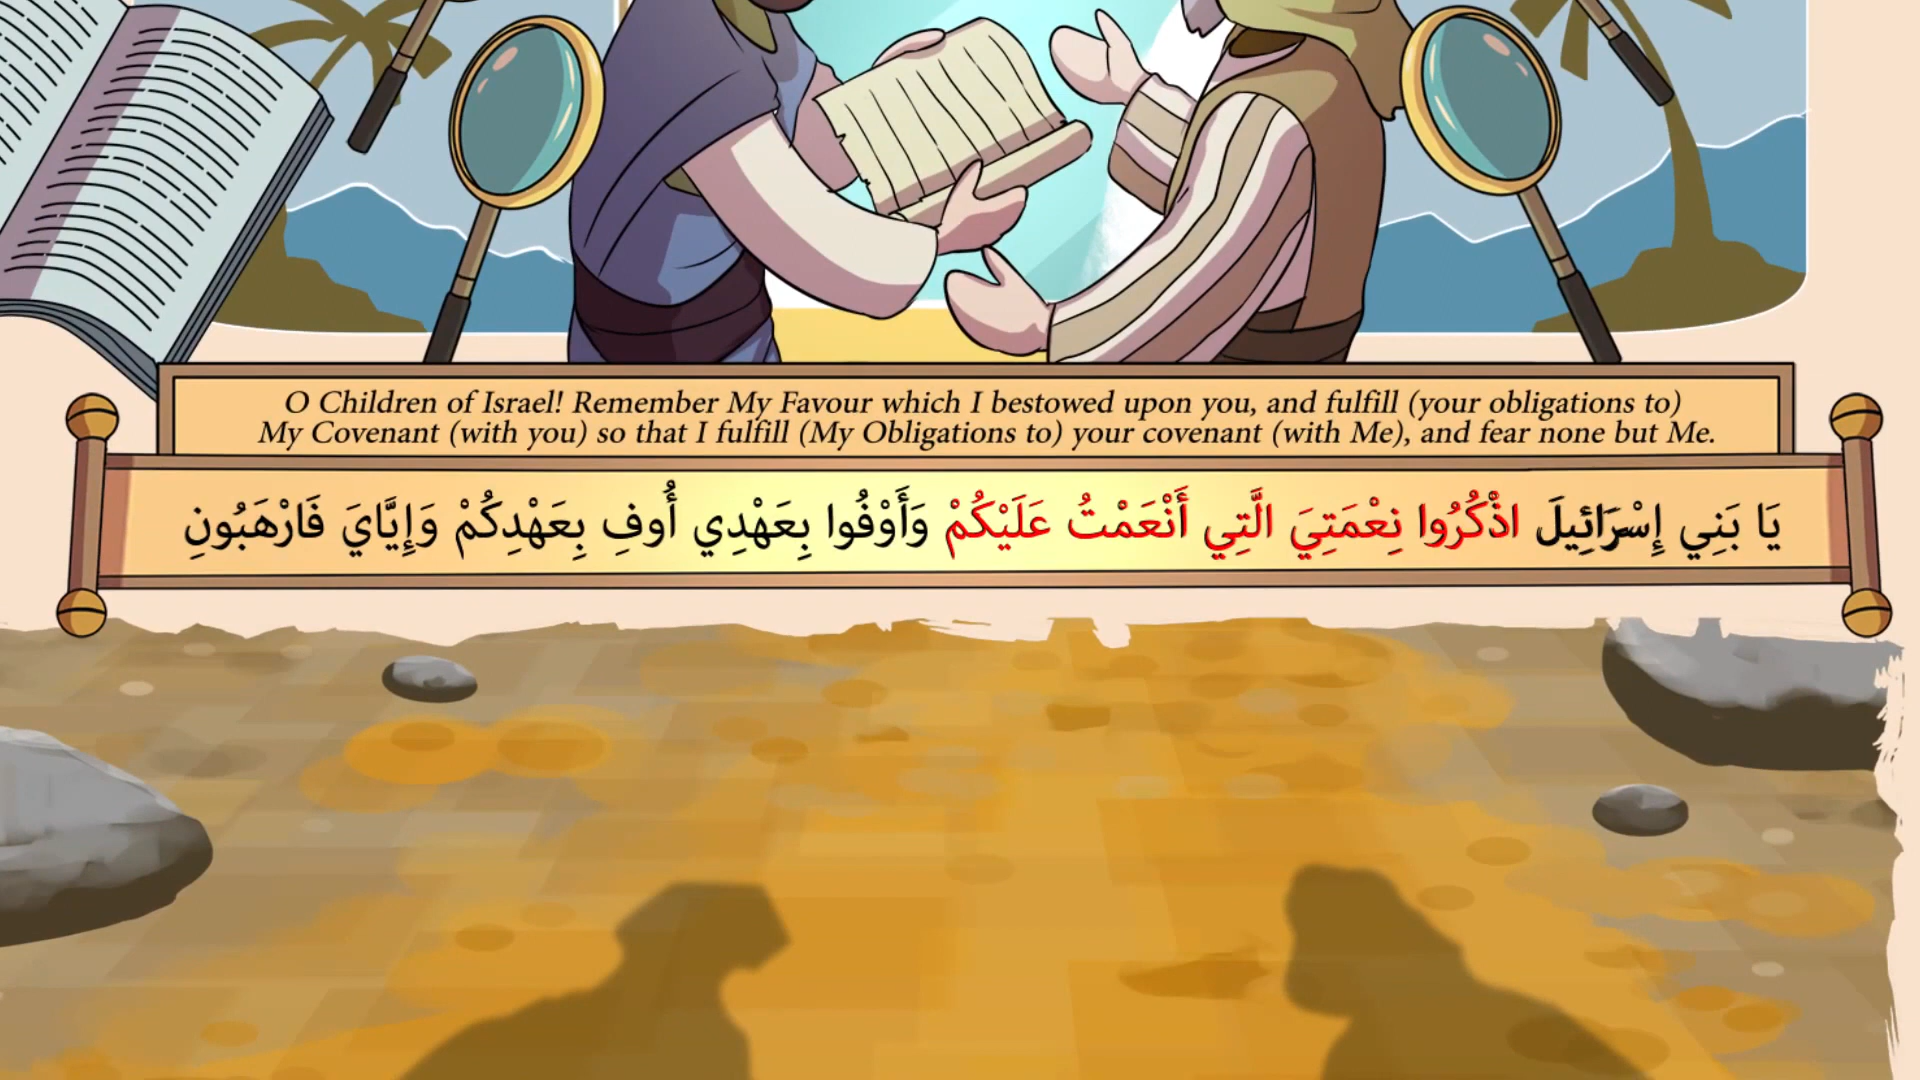 O Children of Israel! Remember My Favour which I bestowed upon you, and fulfill (your obligations to)
My Covenant (with you) so that I fulfill (My Obligations to) your covenant (with Me), and fear none but Me.
يَا بَنِي إِسْرَائِيلَ اذْكُرُوا نِعْمَتِيَ الَّتِي أَنْعَمْتُ عَلَيْكُمْ وَأَوْفُوا بِعَهْدِي أُوفِ بِعَهْدِكُمْ وَإِيَّايَ فَارْهَبُونِ